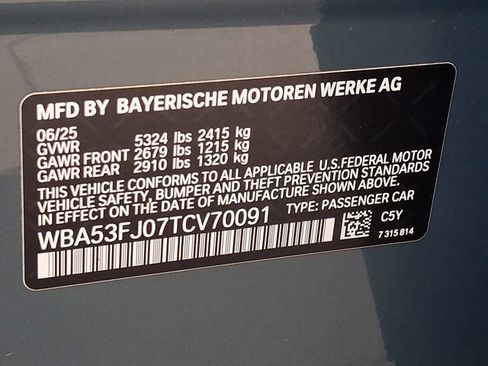 MFD BY BAYERISCHE MOTOREN WERKE AG
06/25
GVWR 5324 lbs 2415 kg
GAWR FRONT 2679 lbs 1215 kg
GAWR REAR 2910 lbs 1320 kg
THIS VEHICLE CONFORMS TO ALL APPLICABLE U.S.FEDERAL MOTOR
VEHICLE SAFETY, BUMPER AND THEFT PREVENTION STANDARDS
IN EFFECT ON THE DATE OF MANUFACTURE SHOWN ABOVE.
WBA53FJ07TCV70091 TYPE: PASSENGER CAR
C5Y
7 315 814